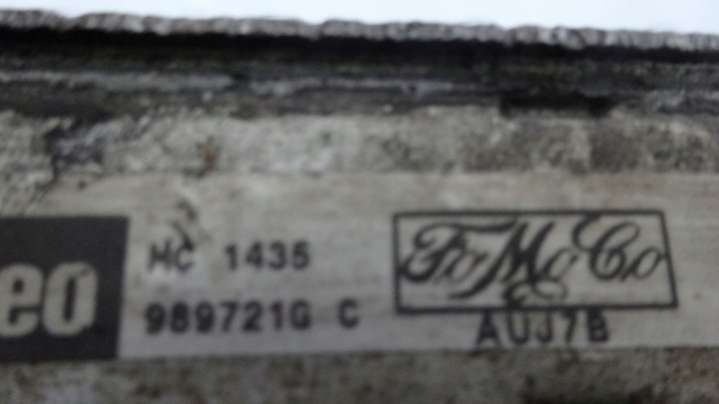 eo
HC 1435
989721G C
FoMoCo
AUJ7B